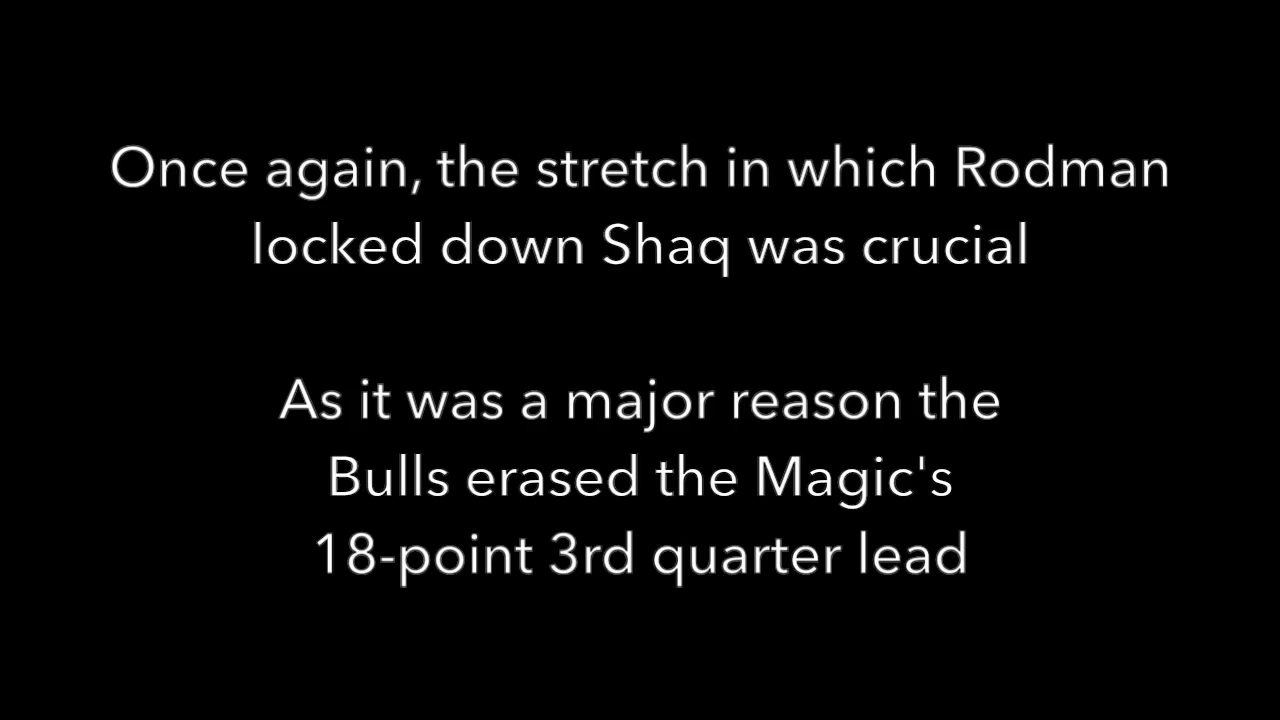 Once again, the stretch in which Rodman
locked down Shaq was crucial
As it was a major reason the
Bulls erased the Magic's
18-point 3rd quarter lead